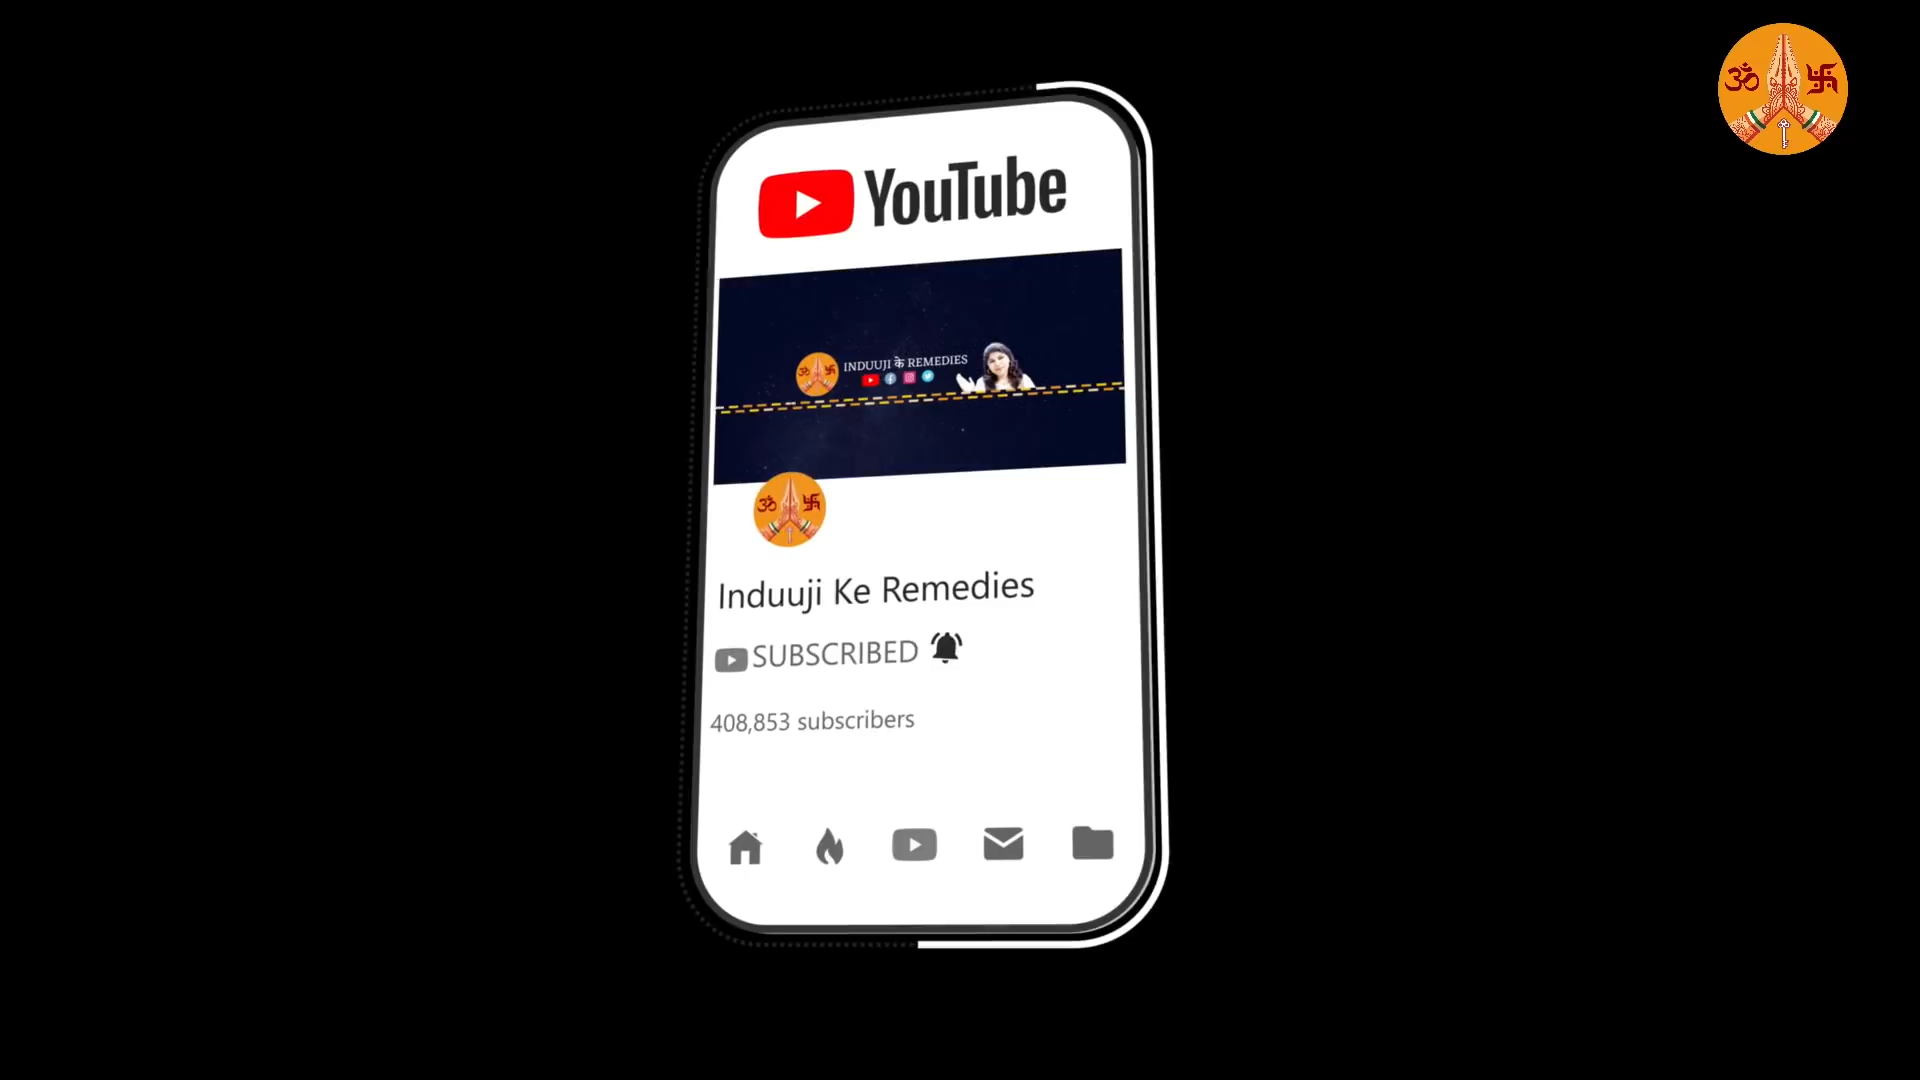 YouTube
INDUUJI के REMEDIES
ॐ
Induuji Ke Remedies
SUBSCRIBED
408,853 subscribers
ॐ